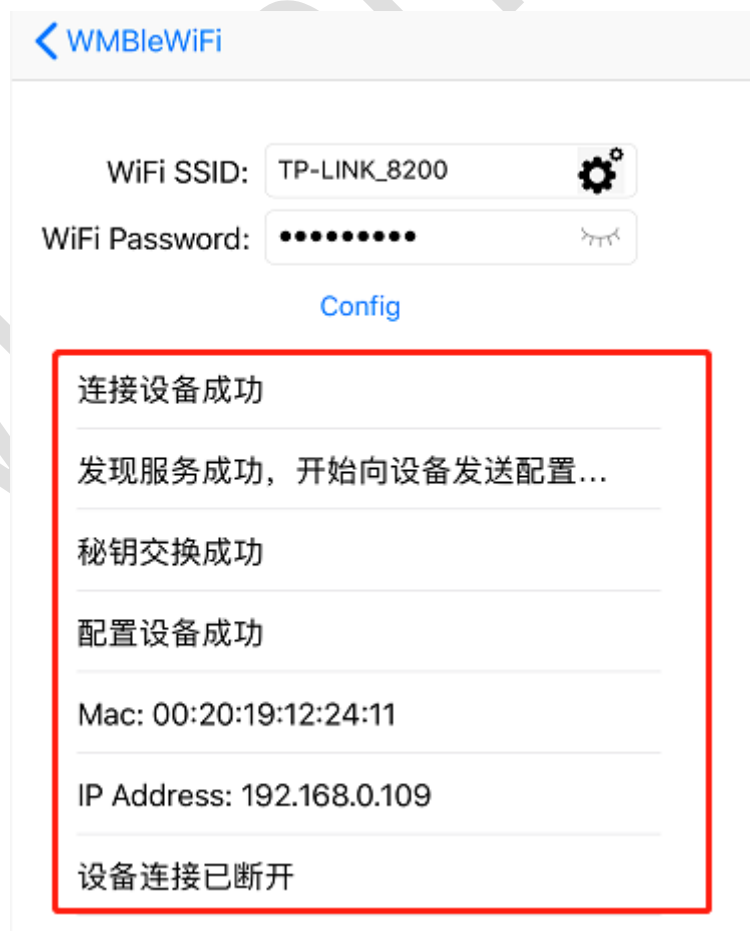 WMBleWiFi
WiFi SSID: TP-LINK_8200
WiFi Password: •••••••••
Config
连接设备成功
发现服务成功，开始向设备发送配置...
秘钥交换成功
配置设备成功
Mac: 00:20:19:12:24:11
IP Address: 192.168.0.109
设备连接已断开